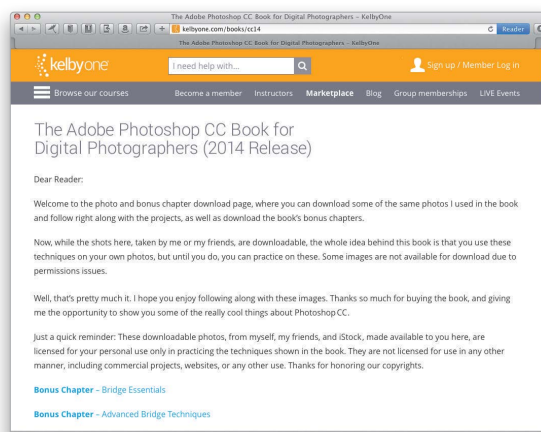 The Adobe Photoshop CC Book for Digital Photographers – KelbyOne
kelbyone.com/books/cc14
Reader
The Adobe Photoshop CC Book for Digital Photographers – KelbyOne
kelbyone
I need help with...
Sign up / Member Log in
Browse our courses
Become a member
Instructors
Marketplace
Blog
Group memberships
LIVE Events
The Adobe Photoshop CC Book for
Digital Photographers (2014 Release)
Dear Reader:
Welcome to the photo and bonus chapter download page, where you can download some of the same photos I used in the book
and follow right along with the projects, as well as download the book's bonus chapters.
Now, while the shots here, taken by me or my friends, are downloadable, the whole idea behind this book is that you use these
techniques on your own photos, but until you do, you can practice on these. Some images are not available for download due to
permissions issues.
Well, that's pretty much it. I hope you enjoy following along with these images. Thanks so much for buying the book, and giving
me the opportunity to show you some of the really cool things about Photoshop CC.
Just a quick reminder: These downloadable photos, from myself, my friends, and iStock, made available to you here, are
licensed for your personal use only in practicing the techniques shown in the book. They are not licensed for use in any other
manner, including commercial projects, websites, or any other use. Thanks for honoring our copyrights.
Bonus Chapter – Bridge Essentials
Bonus Chapter – Advanced Bridge Techniques